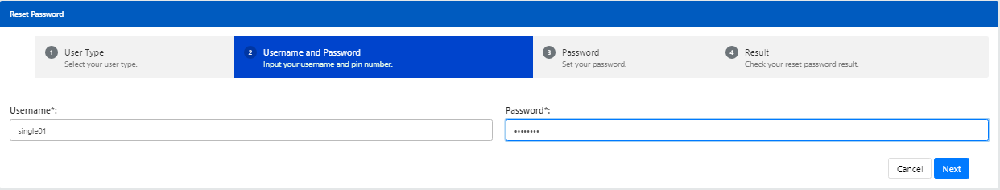 Reset Password
1 User Type
Select your user type.
2 Username and Password
Input your username and pin number.
3 Password
Set your password.
4 Result
Check your reset password result.
Username*:
Password*:
single01
••••••••
Cancel
Next